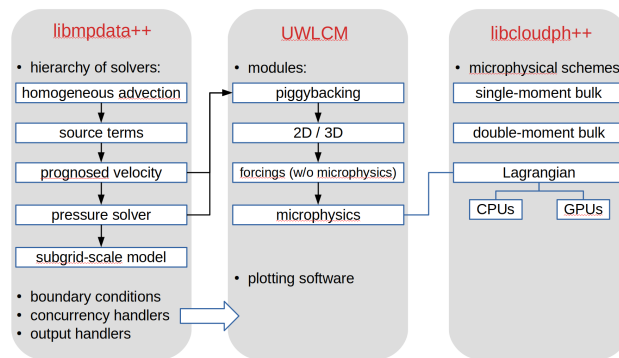 libmpdata++
• hierarchy of solvers:
homogeneous advection
source terms
prognosed velocity
pressure solver
subgrid-scale model
• boundary conditions
• concurrency handlers
• output handlers
UWLCM
• modules:
piggybacking
2D / 3D
forcings (w/o microphysics)
microphysics
• plotting software
libcloudph++
• microphysical schemes
single-moment bulk
double-moment bulk
Lagrangian
CPUs
GPUs